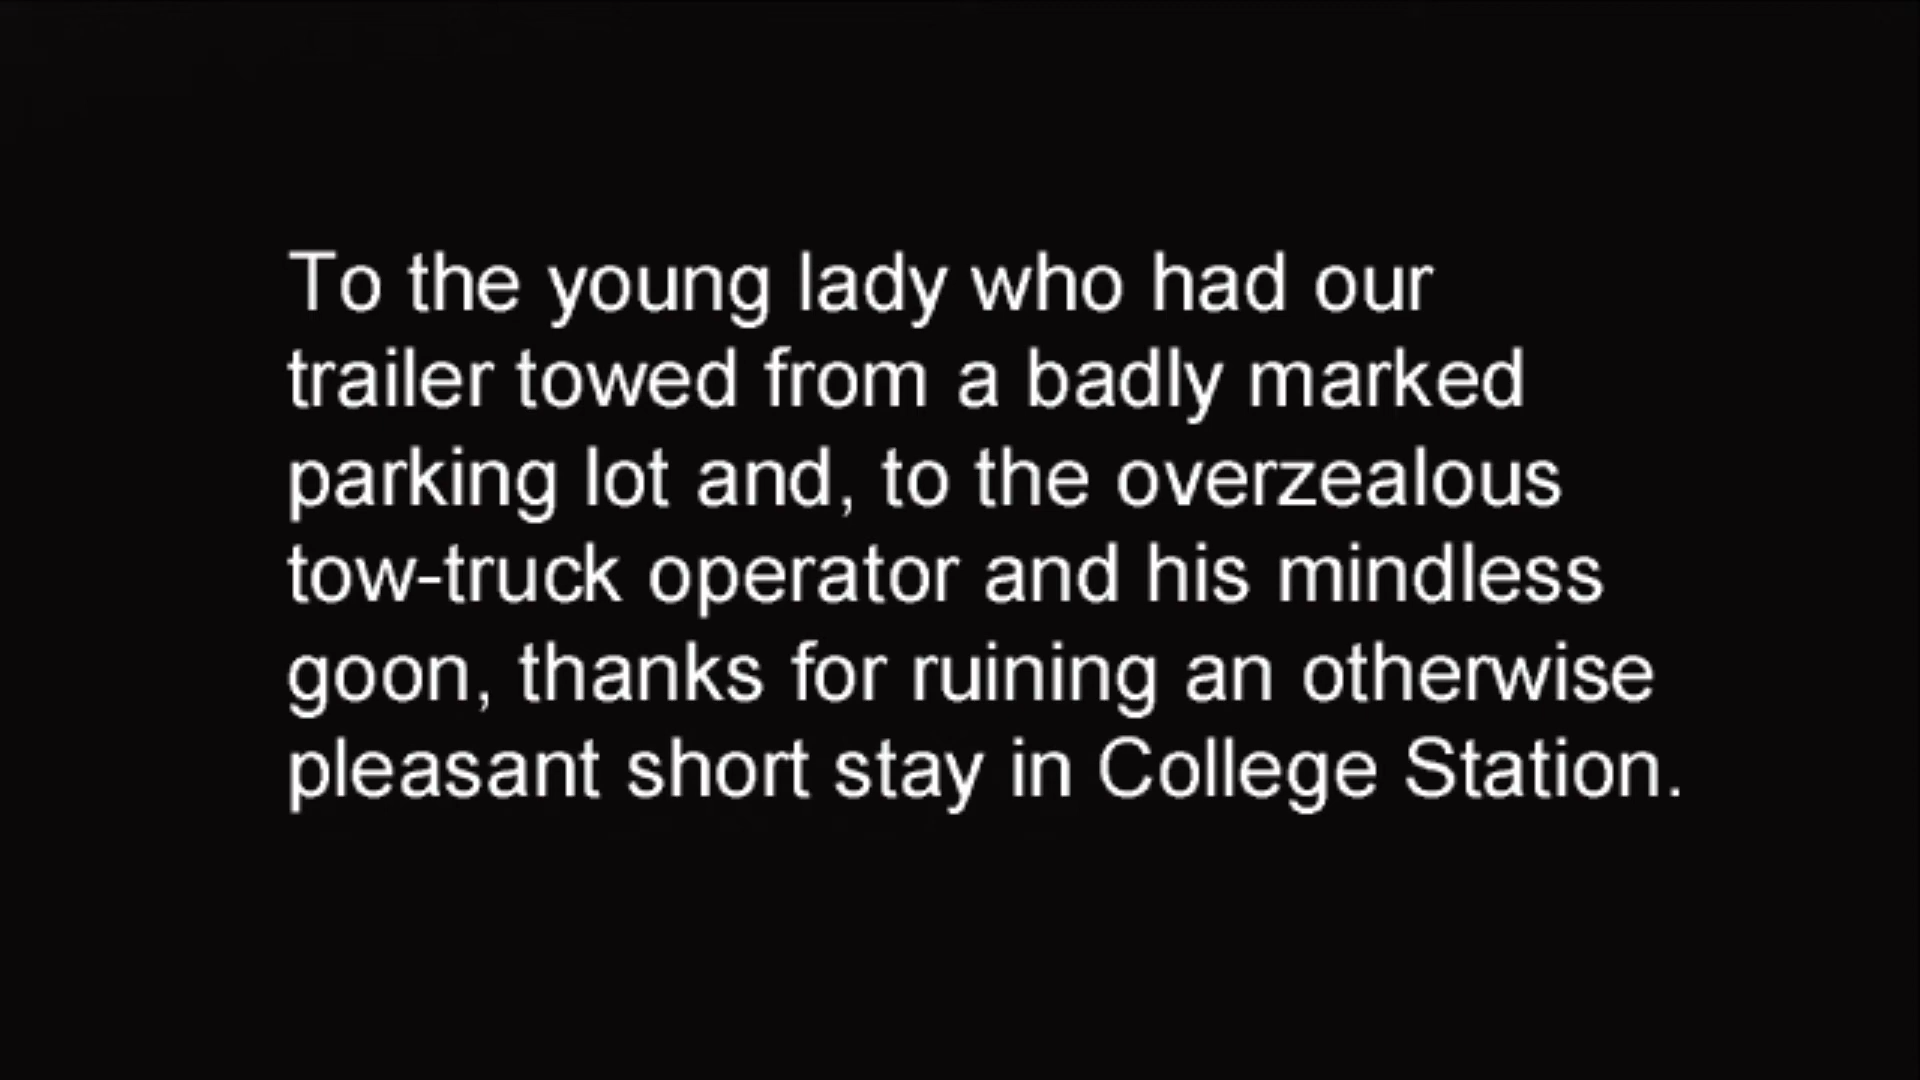 To the young lady who had our
trailer towed from a badly marked
parking lot and, to the overzealous
tow-truck operator and his mindless
goon, thanks for ruining an otherwise
pleasant short stay in College Station.